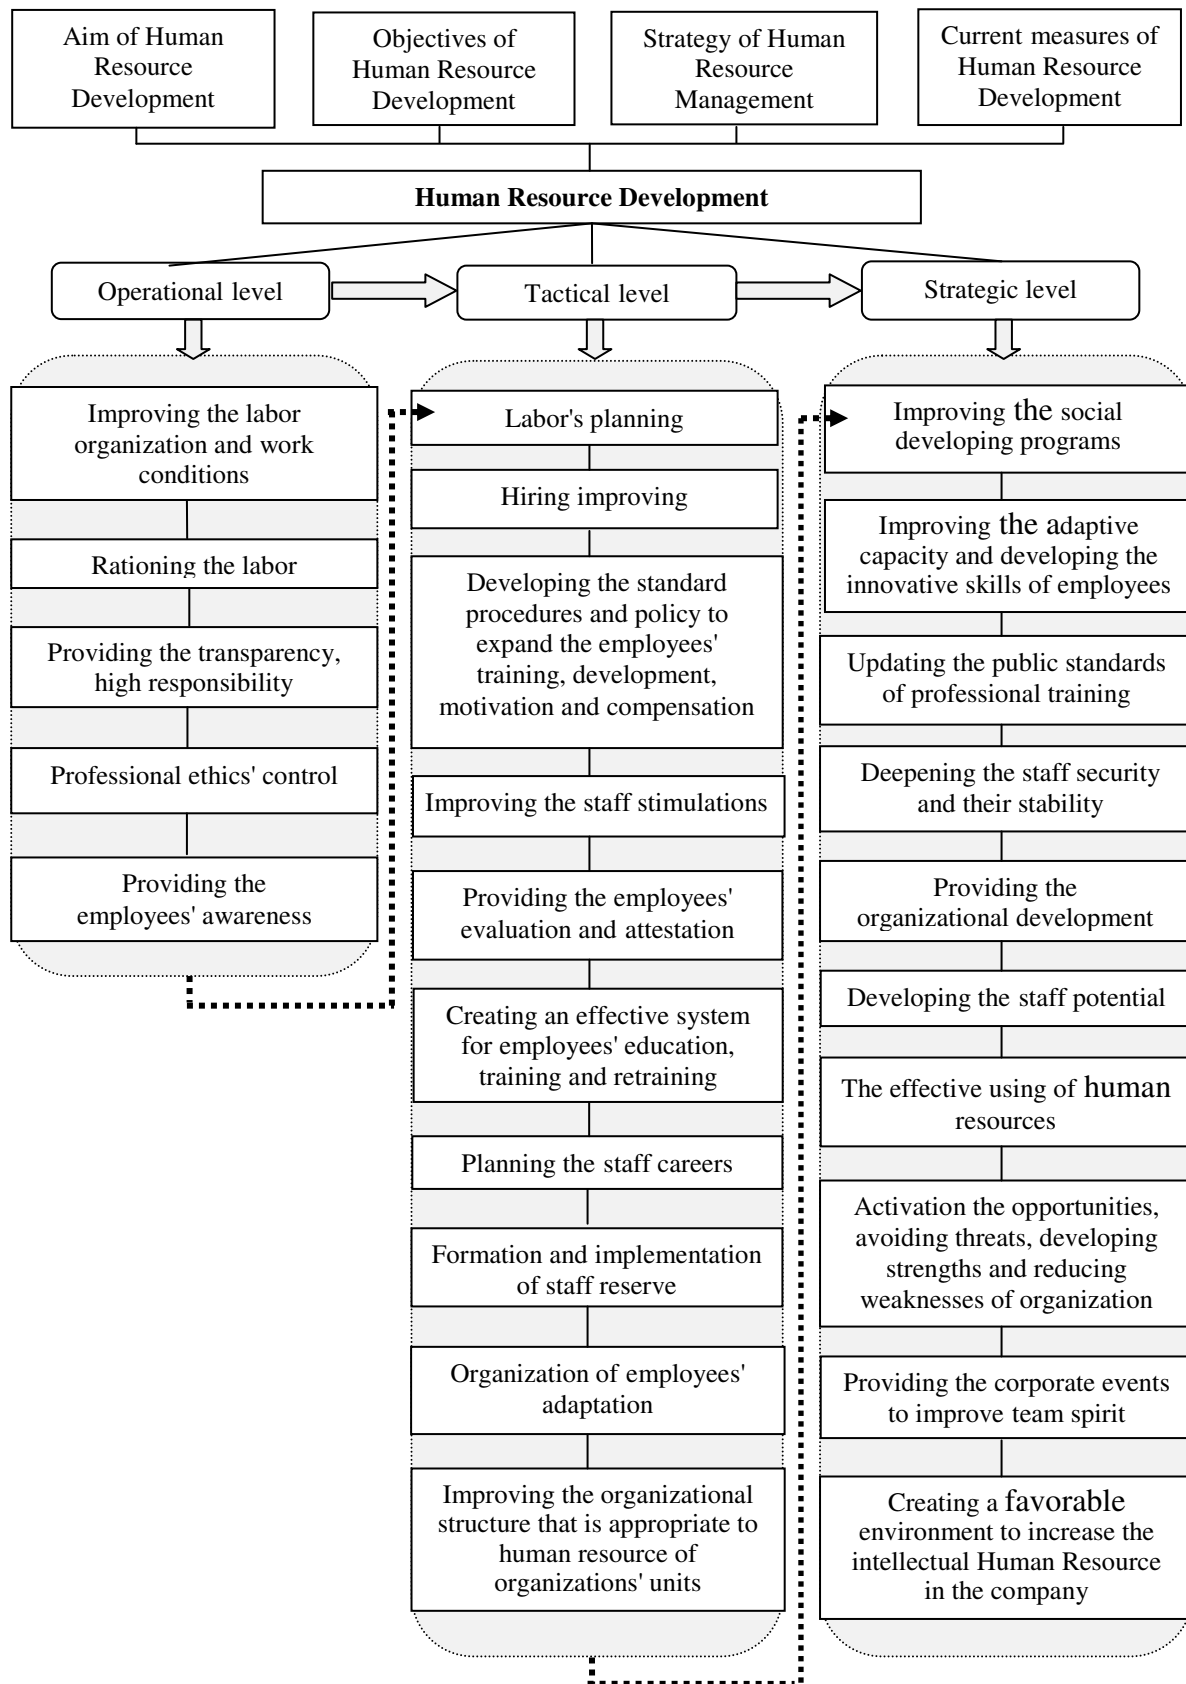 Aim of Human
Resource
Development
Objectives of
Human Resource
Development
Strategy of Human
Resource
Management
Current measures of
Human Resource
Development
Human Resource Development
Operational level
Tactical level
Strategic level
Improving the labor
organization and work
conditions
Rationing the labor
Providing the transparency,
high responsibility
Professional ethics' control
Providing the
employees' awareness
Labor's planning
Hiring improving
Developing the standard
procedures and policy to
expand the employees'
training, development,
motivation and compensation
Improving the staff stimulations
Providing the employees'
evaluation and attestation
Creating an effective system
for employees' education,
training and retraining
Planning the staff careers
Formation and implementation
of staff reserve
Organization of employees'
adaptation
Improving the organizational
structure that is appropriate to
human resource of
organizations' units
Improving the social
developing programs
Improving the adaptive
capacity and developing the
innovative skills of employees
Updating the public standards
of professional training
Deepening the staff security
and their stability
Providing the
organizational development
Developing the staff potential
The effective using of human
resources
Activation the opportunities,
avoiding threats, developing
strengths and reducing
weaknesses of organization
Providing the corporate events
to improve team spirit
Creating a favorable
environment to increase the
intellectual Human Resource
in the company